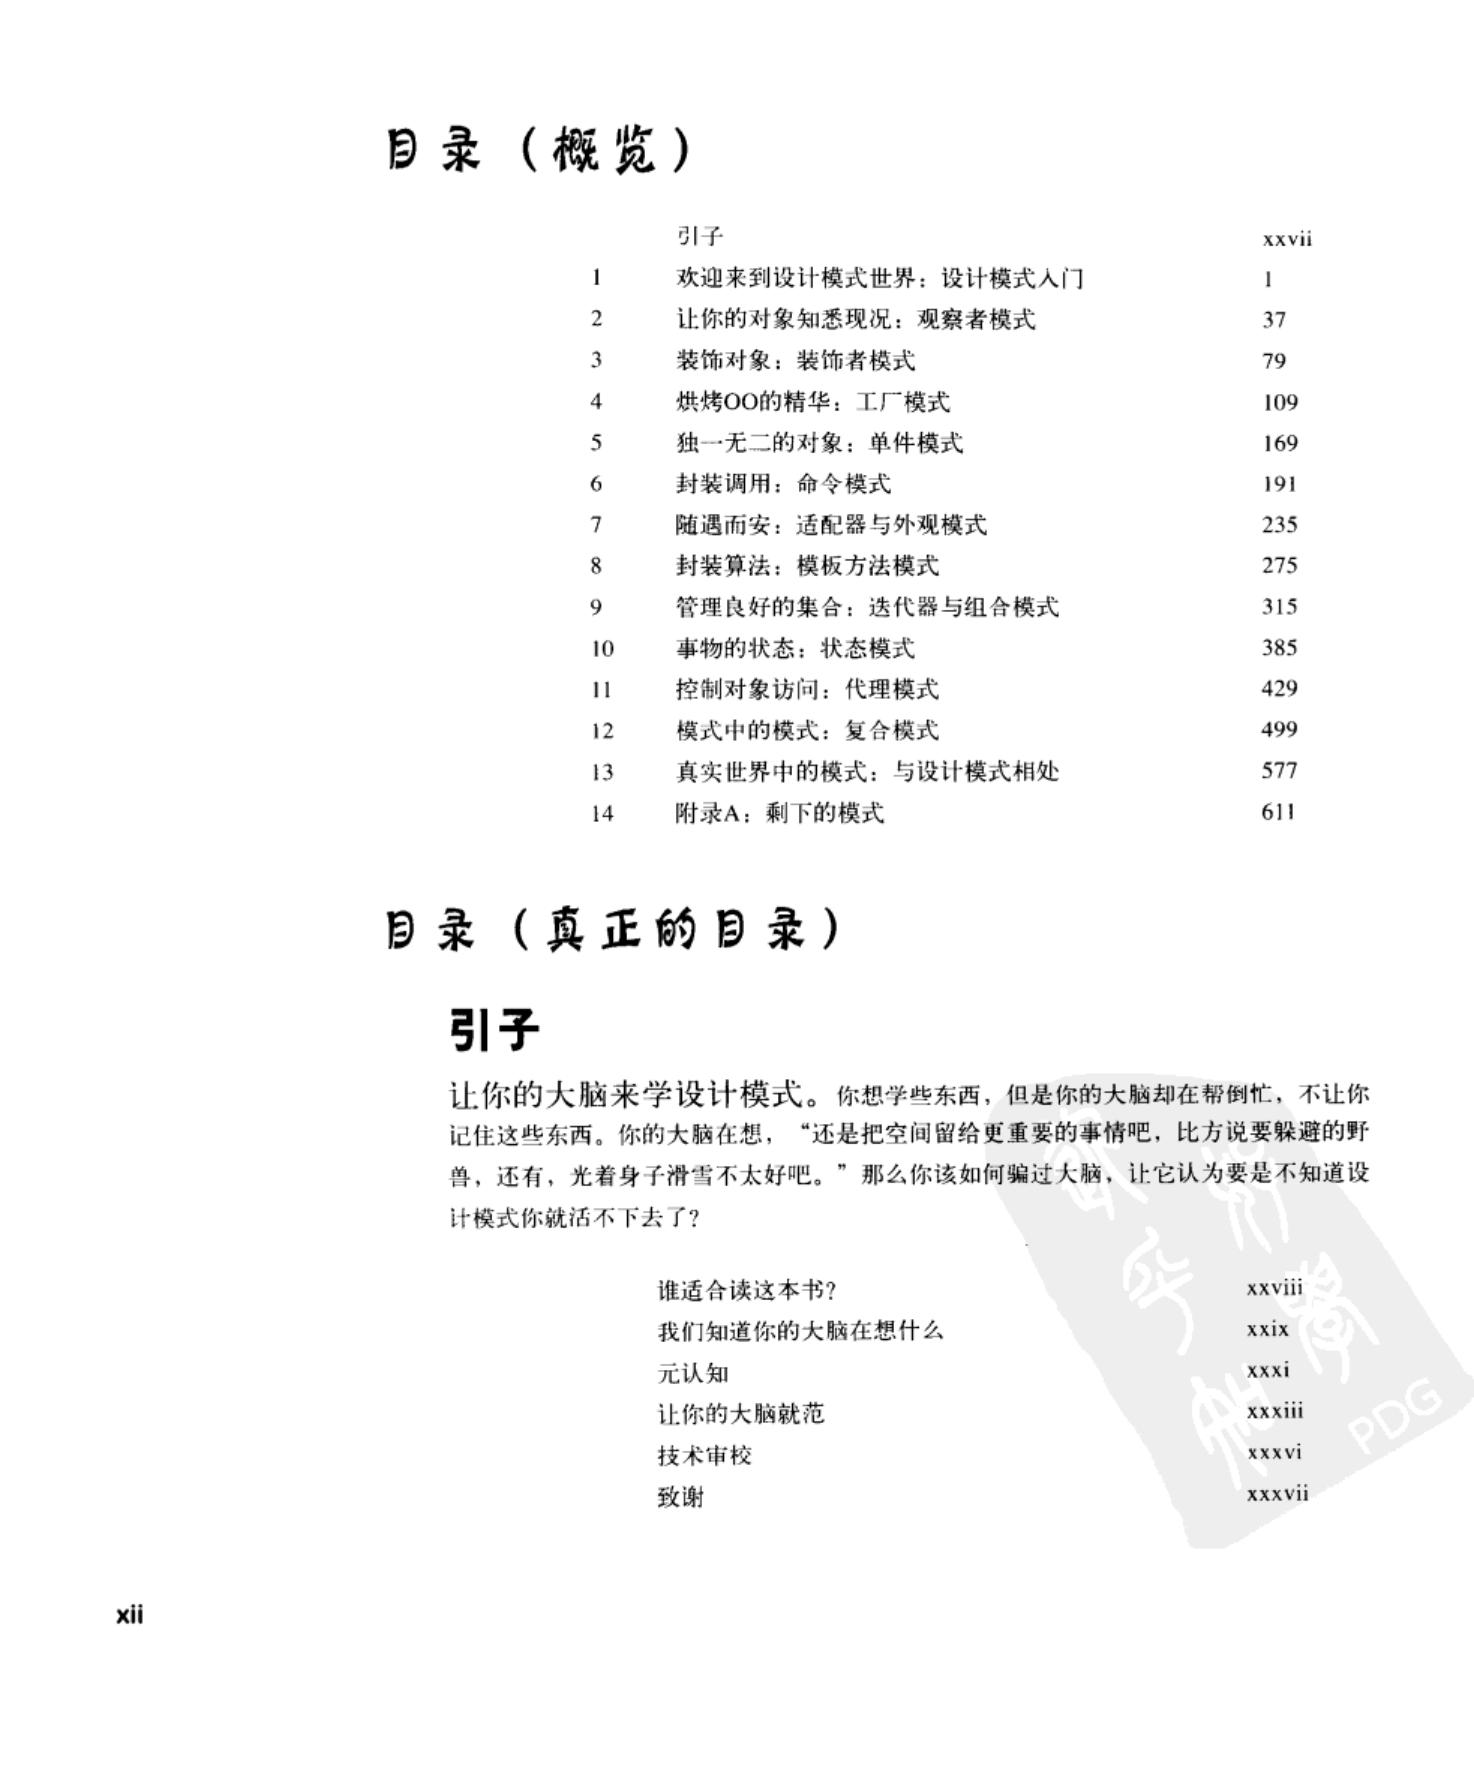 目录（概览）
引子 xxvii
1 欢迎来到设计模式世界：设计模式入门 1
2 让你的对象知悉现况：观察者模式 37
3 装饰对象：装饰者模式 79
4 烘烤OO的精华：工厂模式 109
5 独一无二的对象：单件模式 169
6 封装调用：命令模式 191
7 随遇而安：适配器与外观模式 235
8 封装算法：模板方法模式 275
9 管理良好的集合：迭代器与组合模式 315
10 事物的状态：状态模式 385
11 控制对象访问：代理模式 429
12 模式中的模式：复合模式 499
13 真实世界中的模式：与设计模式相处 577
14 附录A：剩下的模式 611
目录（真正的目录）
引子
让你的大脑来学设计模式。你想学些东西，但是你的大脑却在帮倒忙，不让你
记住这些东西。你的大脑在想，“还是把空间留给更重要的事情吧，比方说要躲避的野
兽，还有，光着身子滑雪不太好吧。”那么你该如何骗过大脑，让它认为要是不知道设
计模式你就活不下去了？
谁适合读这本书？ xxviii
我们知道你的大脑在想什么 xxix
元认知 xxxi
让你的大脑就范 xxxiii
技术审校 xxxvi
致谢 xxxvii
PDG
xii